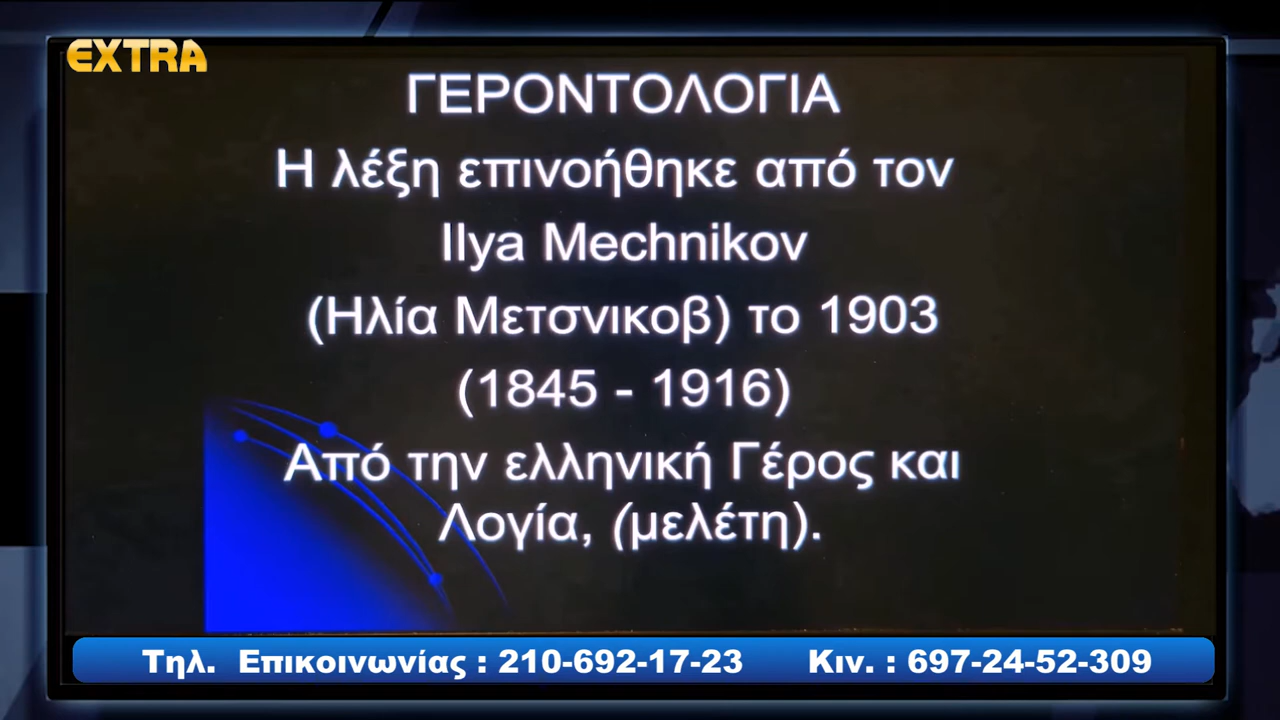 EXTRA
ΓΕΡΟΝΤΟΛΟΓΙΑ
Η λέξη επινοήθηκε από τον
Ilya Mechnikov
(Ηλία Μετσνικοβ) το 1903
(1845 - 1916)
Από την ελληνική Γέρος και
Λογία, (μελέτη).
Τηλ. Επικοινωνίας : 210-692-17-23 Κιν. : 697-24-52-309